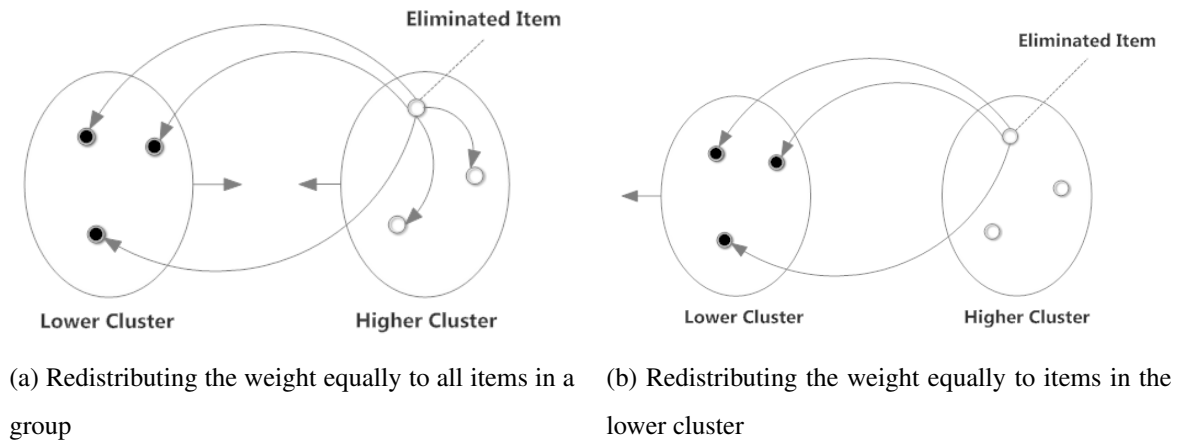 Eliminated Item
Lower Cluster
Higher Cluster
(a) Redistributing the weight equally to all items in a
group
Eliminated Item
Lower Cluster
Higher Cluster
(b) Redistributing the weight equally to items in the
lower cluster